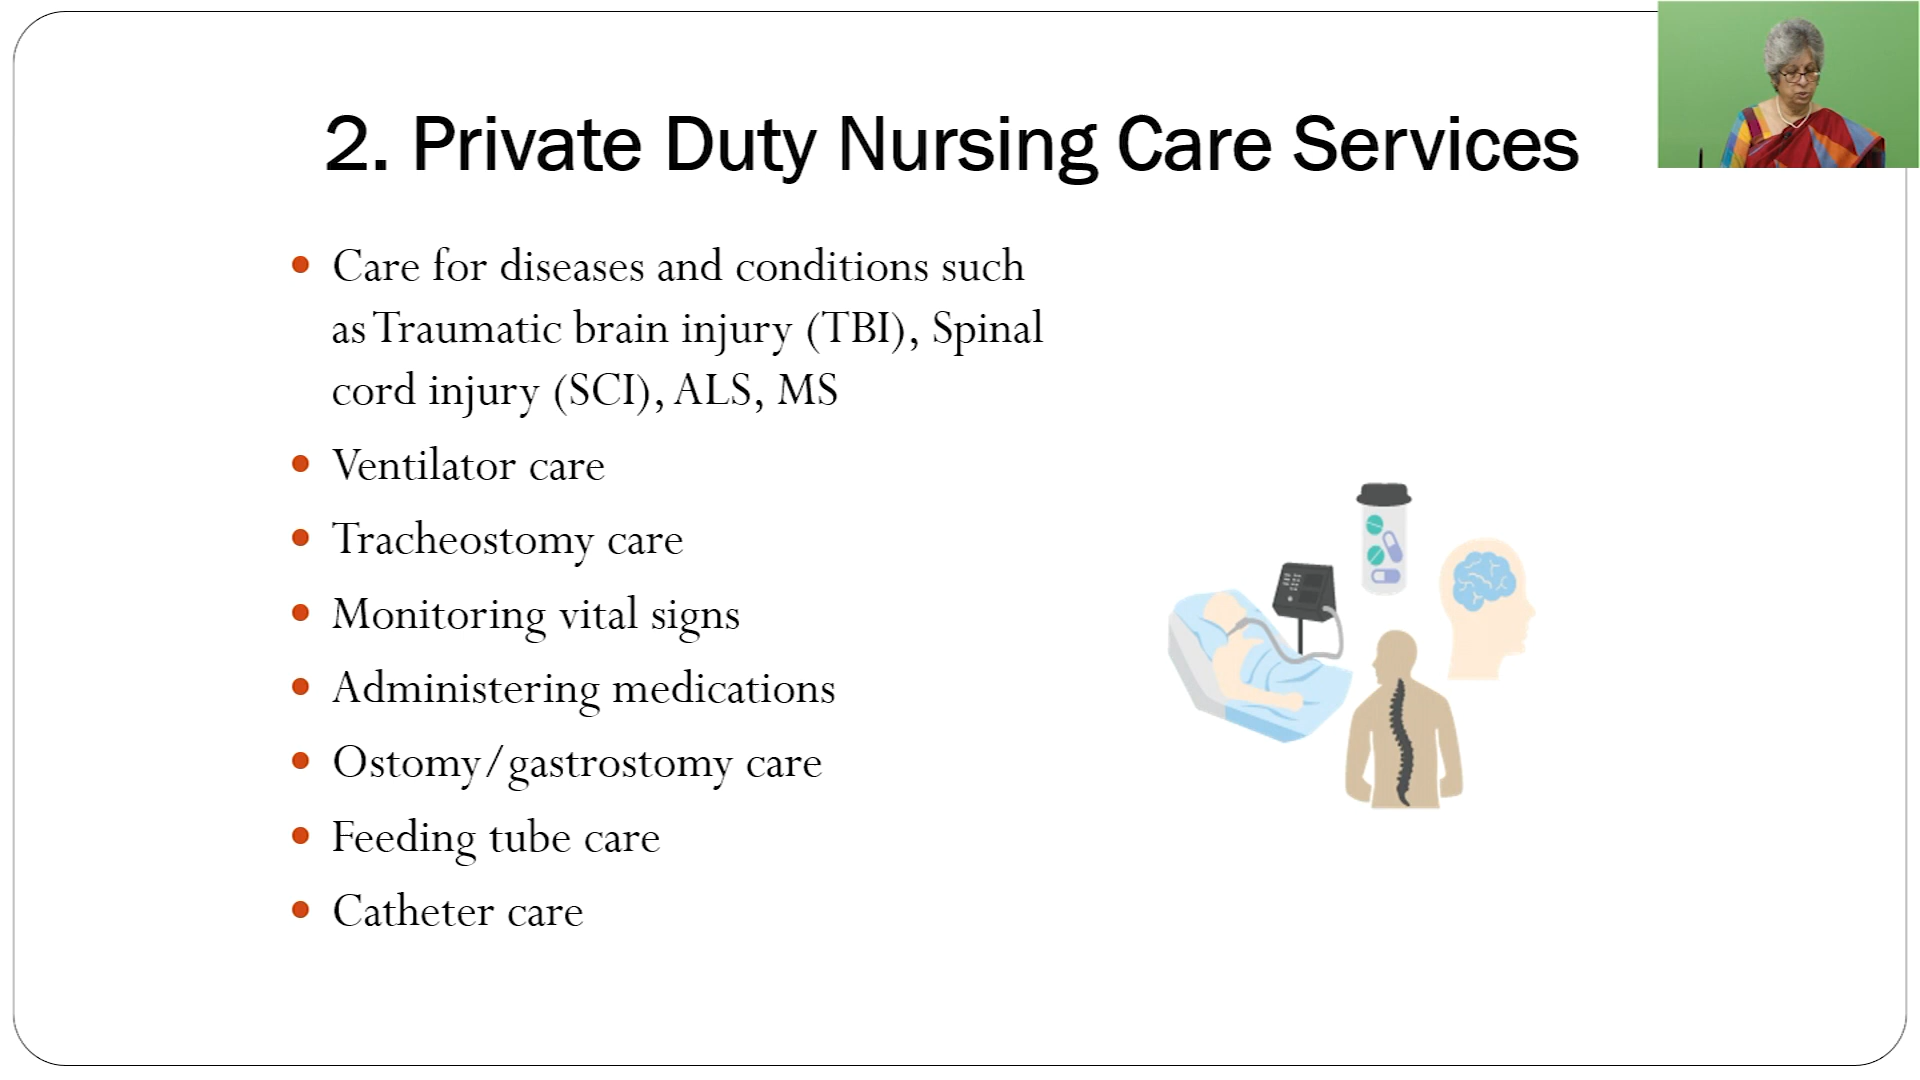 2. Private Duty Nursing Care Services
Care for diseases and conditions such
as Traumatic brain injury (TBI), Spinal
cord injury (SCI), ALS, MS
Ventilator care
Tracheostomy care
Monitoring vital signs
Administering medications
Ostomy/gastrostomy care
Feeding tube care
Catheter care